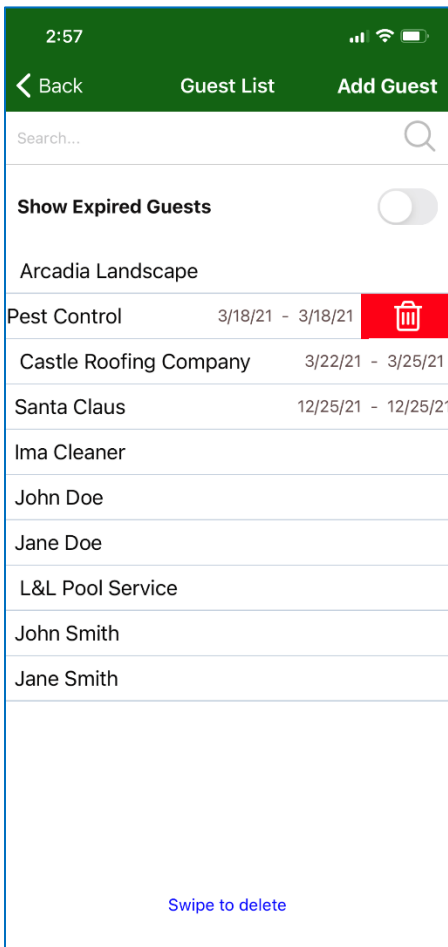 2:57
Back Guest List Add Guest
Search...
Show Expired Guests
Arcadia Landscape
Pest Control 3/18/21 - 3/18/21
Castle Roofing Company 3/22/21 - 3/25/21
Santa Claus 12/25/21 - 12/25/21
Ima Cleaner
John Doe
Jane Doe
L&L Pool Service
John Smith
Jane Smith
Swipe to delete